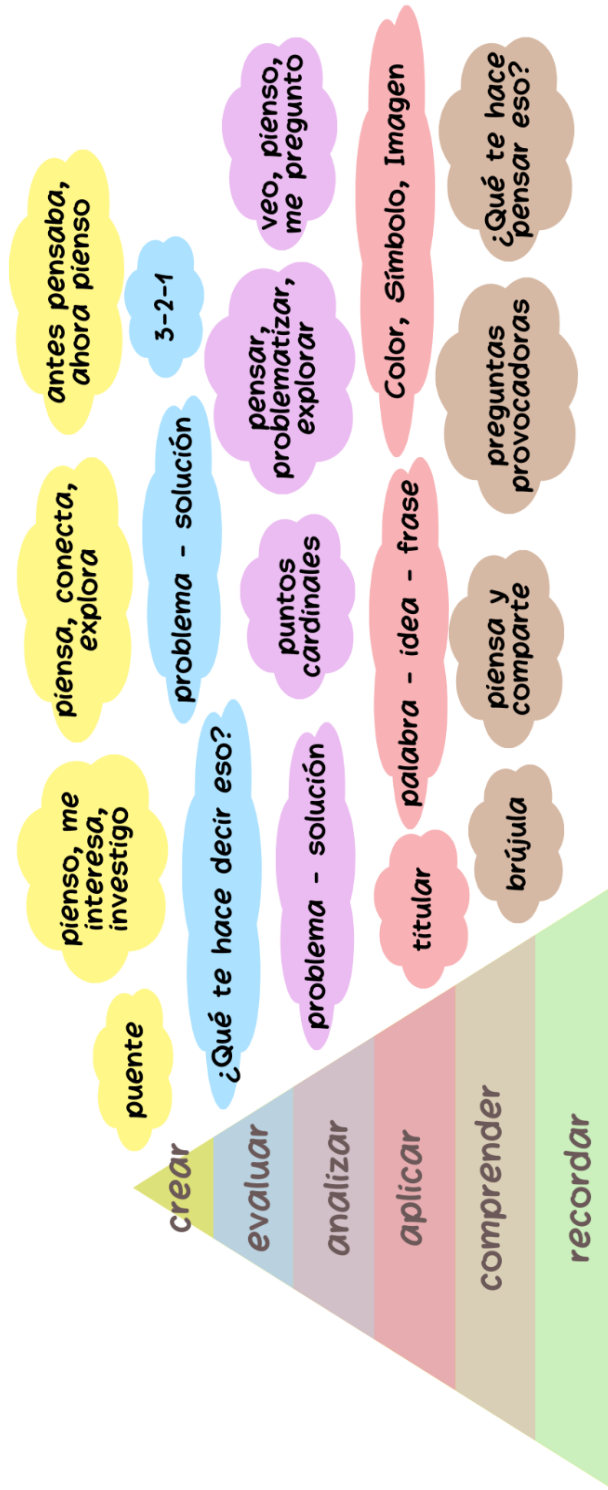 puente
pienso, me
interesa,
investigo
piensa, conecta,
explora
antes pensaba,
ahora pienso
crear
¿Qué te hace decir eso?
problema - solución
3-2-1
evaluar
problema - solución
puntos
cardinales
pensar,
problematizar,
explorar
veo, pienso,
me pregunto
analizar
titular
palabra - idea - frase
Color, Símbolo, Imagen
aplicar
brújula
piensa y
comparte
preguntas
provocadoras
¿Qué te hace
pensar eso?
comprender
recordar